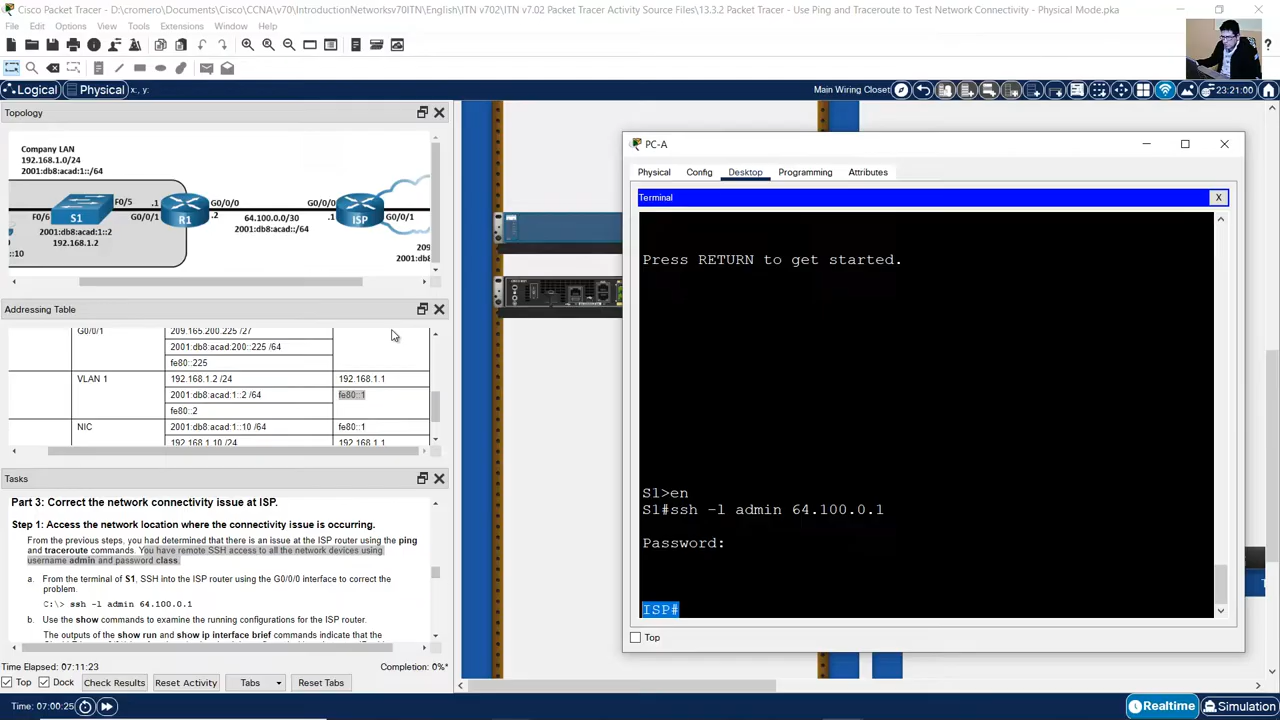 Cisco Packet Tracer - D:\cromero\Documents\Cisco\CCNA\v70\IntroductionNetworksv70ITN\English\ITN v702\ITN v7.02 Packet Tracer Activity Source Files\13.3.2 Packet Tracer - Use Ping and Traceroute to Test Network Connectivity - Physical Mode.pka
File Edit Options View Tools Extensions Window Help
Logical Physical x:, y: Main Wiring Closet 23:21:00
Topology
Company LAN
192.168.1.0/24
2001:db8:acad:1::/64
F0/5 .1 G0/0/0 G0/0/0
F0/6 S1 G0/0/1 R1 .2 64.100.0.0/30 .1 ISP G0/0/1
2001:db8:acad:1::2 2001:db8:acad::/64
192.168.1.2
::10
209
2001:db8
Addressing Table
G0/0/1 209.165.200.225 /27
2001:db8:acad:200::225 /64
fe80::225
VLAN 1 192.168.1.2 /24 192.168.1.1
2001:db8:acad:1::2 /64 fe80::1
fe80::2
NIC 2001:db8:acad:1::10 /64 fe80::1
192.168.1.10 /24 192.168.1.1
Tasks
Part 3: Correct the network connectivity issue at ISP.
Step 1: Access the network location where the connectivity issue is occurring.
From the previous steps, you had determined that there is an issue at the ISP router using the ping
and traceroute commands. You have remote SSH access to all the network devices using
username admin and password class.
a. From the terminal of S1, SSH into the ISP router using the G0/0/0 interface to correct the
problem.
C:\> ssh -l admin 64.100.0.1
b. Use the show commands to examine the running configurations for the ISP router.
The outputs of the show run and show ip interface brief commands indicate that the
Time Elapsed: 07:11:23 Completion: 0%*
Top Dock Check Results Reset Activity Tabs Reset Tabs
Time: 07:00:25 Realtime Simulation
PC-A
Physical Config Desktop Programming Attributes
Terminal X
Press RETURN to get started.
S1>en
S1#ssh -l admin 64.100.0.1
Password:
ISP#
Top